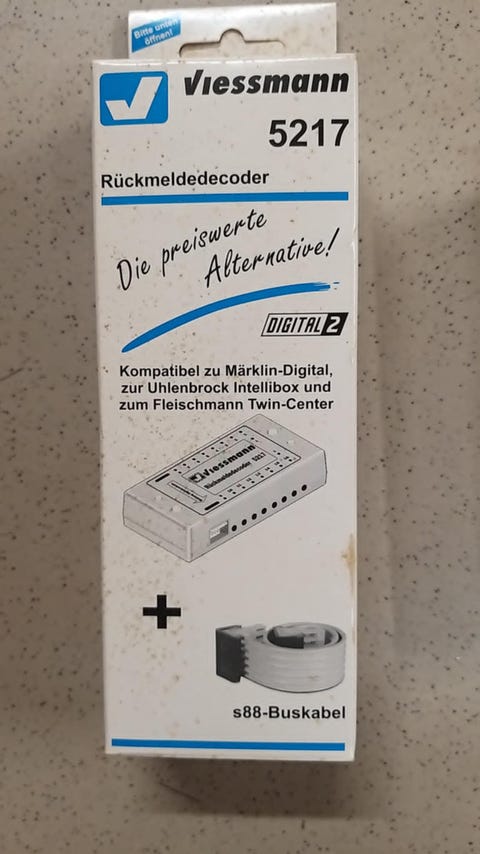 Bitte unten
öffnen!
Viessmann
5217
Rückmeldedecoder
Die preiswerte
Alternative!
DIGITAL 2
Kompatibel zu Märklin-Digital,
zur Uhlenbrock Intellibox und
zum Fleischmann Twin-Center
Viessmann
Rückmeldedecoder 5217
+
s88-Buskabel